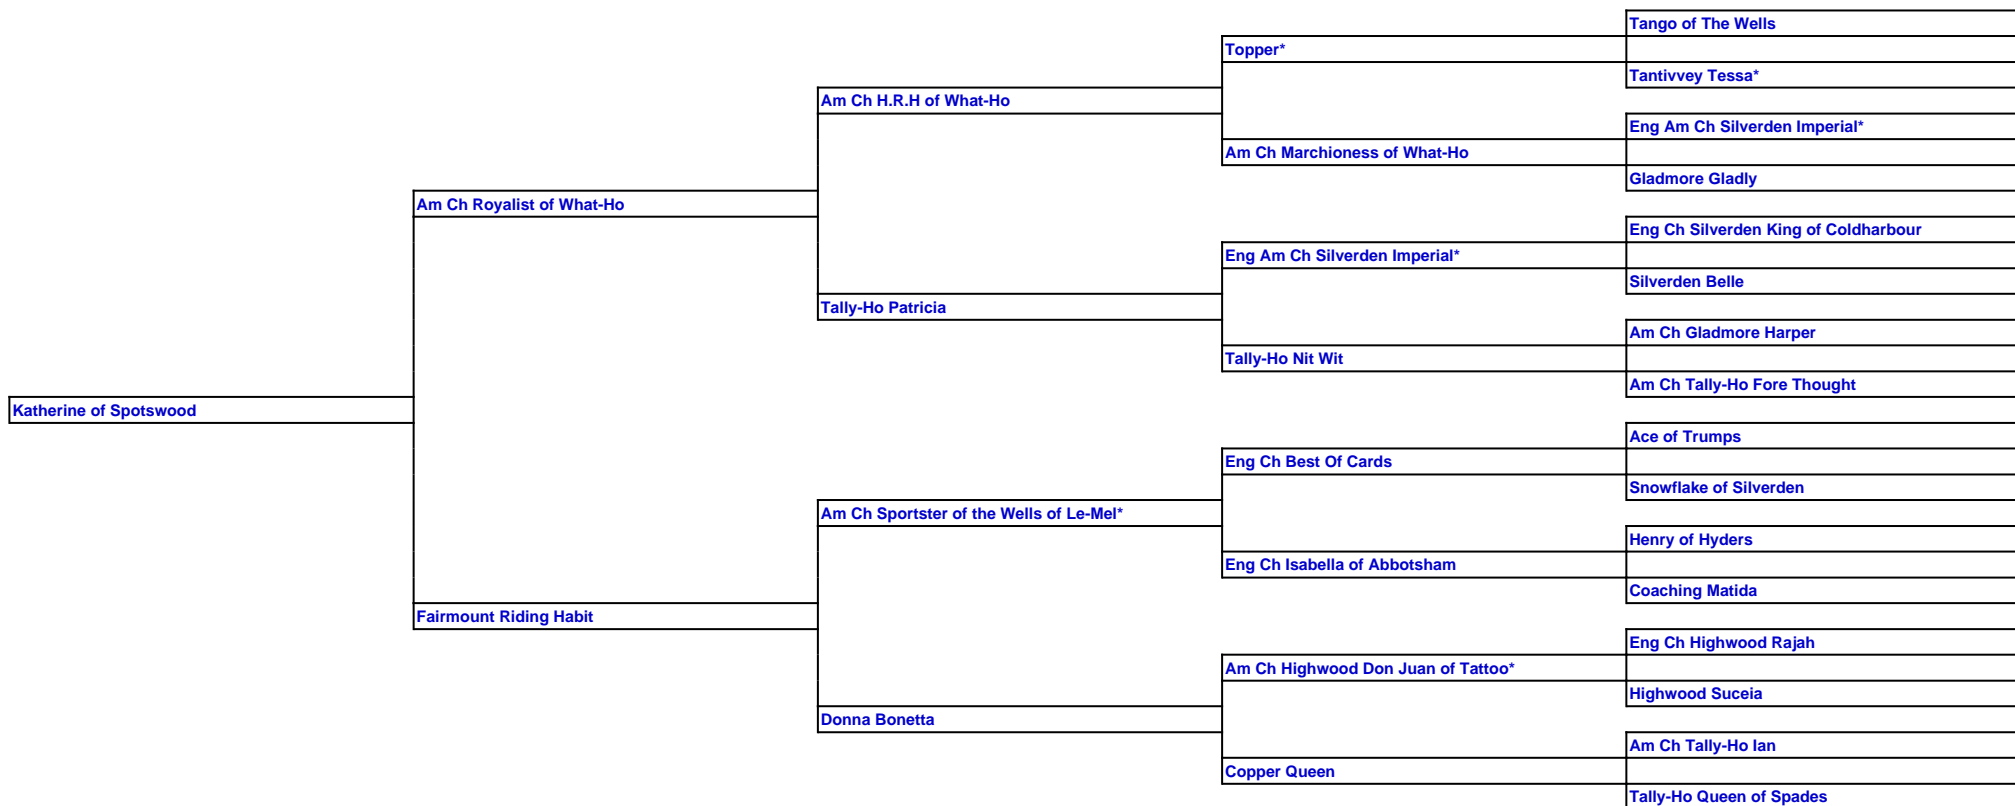 Tango of The Wells
Topper*
Tantivvey Tessa*
Am Ch H.R.H of What-Ho
Eng Am Ch Silverden Imperial*
Am Ch Marchioness of What-Ho
Gladmore Gladly
Am Ch Royalist of What-Ho
Eng Ch Silverden King of Coldharbour
Eng Am Ch Silverden Imperial*
Silverden Belle
Tally-Ho Patricia
Am Ch Gladmore Harper
Tally-Ho Nit Wit
Am Ch Tally-Ho Fore Thought
Katherine of Spotswood
Ace of Trumps
Eng Ch Best Of Cards
Snowflake of Silverden
Am Ch Sportster of the Wells of Le-Mel*
Henry of Hyders
Eng Ch Isabella of Abbotsham
Coaching Matida
Fairmount Riding Habit
Eng Ch Highwood Rajah
Am Ch Highwood Don Juan of Tattoo*
Highwood Suceia
Donna Bonetta
Am Ch Tally-Ho Ian
Copper Queen
Tally-Ho Queen of Spades